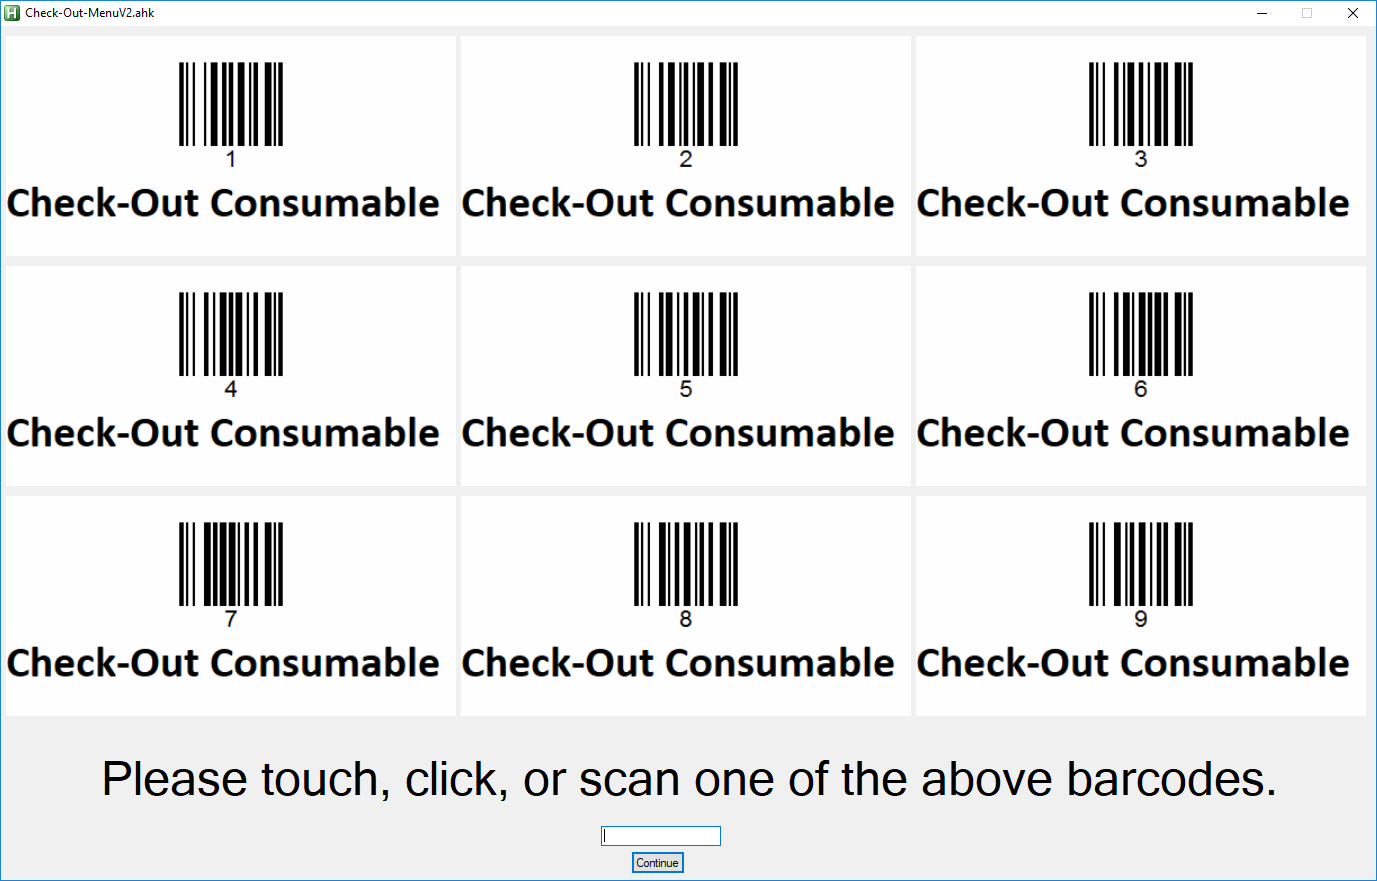 Check-Out-MenuV2.ahk
1
2
3
Check-Out Consumable
Check-Out Consumable
Check-Out Consumable
4
5
6
Check-Out Consumable
Check-Out Consumable
Check-Out Consumable
7
8
9
Check-Out Consumable
Check-Out Consumable
Check-Out Consumable
Please touch, click, or scan one of the above barcodes.
Continue